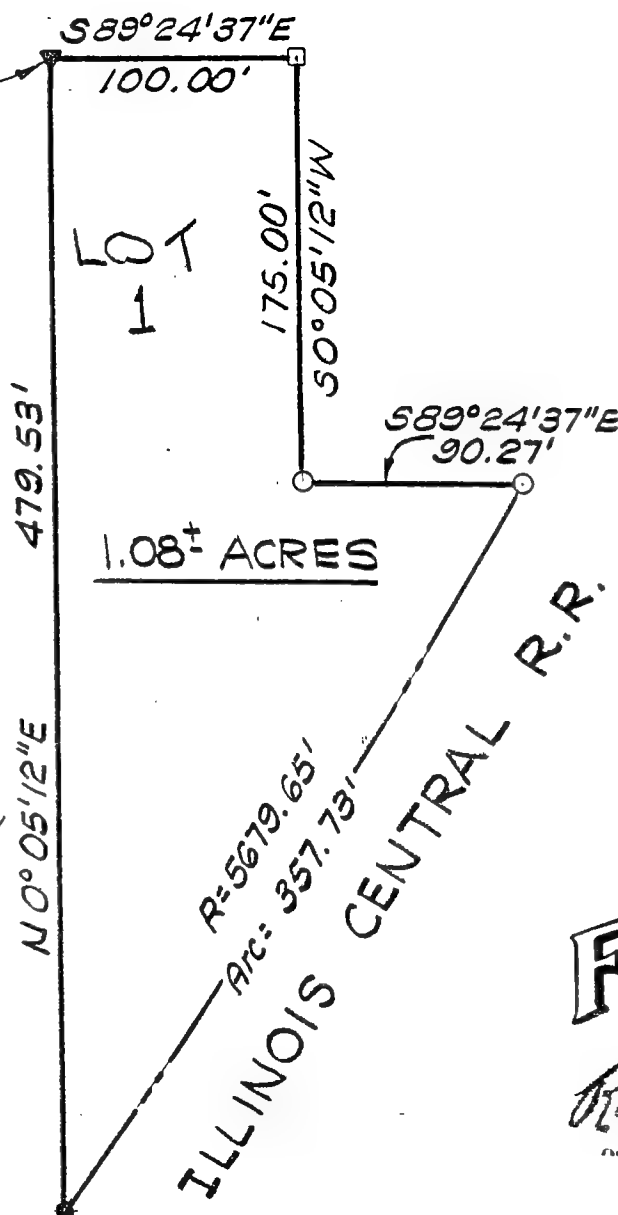 S89°24'37"E
100.00'
LOT
1
175.00'
S0°05'12"W
479.53'
N0°05'12"E
S89°24'37"E
90.27'
1.08± ACRES
R=5679.65'
Arc= 357.73'
ILLINOIS CENTRAL R.R.